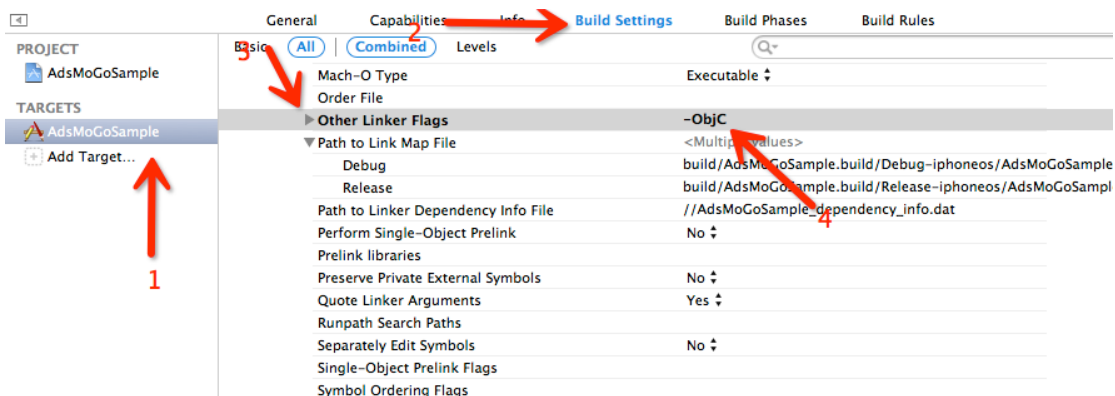 General Capabilities Info Build Settings Build Phases Build Rules
2
PROJECT
AdsMoGoSample
TARGETS
AdsMoGoSample
Add Target...
1
Basic All Combined Levels
3
Mach-O Type Executable
Order File
Other Linker Flags -ObjC
Path to Link Map File <Multiple values>
Debug build/AdsMoGoSample.build/Debug-iphoneos/AdsMoGoSample
Release build/AdsMoGoSample.build/Release-iphoneos/AdsMoGoSampl
Path to Linker Dependency Info File //AdsMoGoSample_dependency_info.dat
4
Perform Single-Object Prelink No
Prelink libraries
Preserve Private External Symbols No
Quote Linker Arguments Yes
Runpath Search Paths
Separately Edit Symbols No
Single-Object Prelink Flags
Symbol Ordering Flags